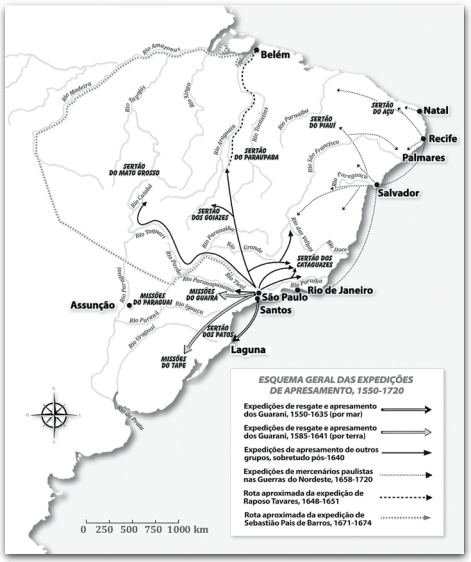 Rio Amazonas
Belém
Rio Madeira
Rio Tapajós
Rio Xingu
Rio Araguaia
Rio Tocantins
Rio Parnaíba
SERTÃO
DO AÇU
Natal
SERTÃO
DO PIAUÍ
Recife
Rio São Francisco
Palmares
SERTÃO
DO PARAUPABA
SERTÃO
DO MATO GROSSO
Rio Paraguaçu
Salvador
Rio Cuiabá
SERTÃO
DOS GOIAZES
Rio Taquari
Rio Paranaíba
Rio Grande
Rio das Velhas
Rio Doce
SERTÃO DOS
CATAGUAZES
Rio Pardo
Rio Paraguai
Rio Paranapanema
Rio Tietê
Rio Paraíba
Rio de Janeiro
MISSÕES
DO GUAIRÁ
São Paulo
MISSÕES
DO PARAGUAI
Assunção
Santos
Rio Iguaçu
Rio Paraná
SERTÃO
DOS PATOS
Rio Uruguai
Laguna
MISSÕES
DO TAPE
Rio da Prata
N
0 250 500 750 1000 km
ESQUEMA GERAL DAS EXPEDIÇÕES
DE APRESAMENTO, 1550-1720
Expedições de resgate e apresamento
dos Guarani, 1550-1635 (por mar)
Expedições de resgate e apresamento
dos Guarani, 1585-1641 (por terra)
Expedições de apresamento de outros
grupos, sobretudo pós-1640
Expedições de mercenários paulistas
nas Guerras do Nordeste, 1658-1720
Rota aproximada da expedição de
Raposo Tavares, 1648-1651
Rota aproximada da expedição de
Sebastião Pais de Barros, 1671-1674